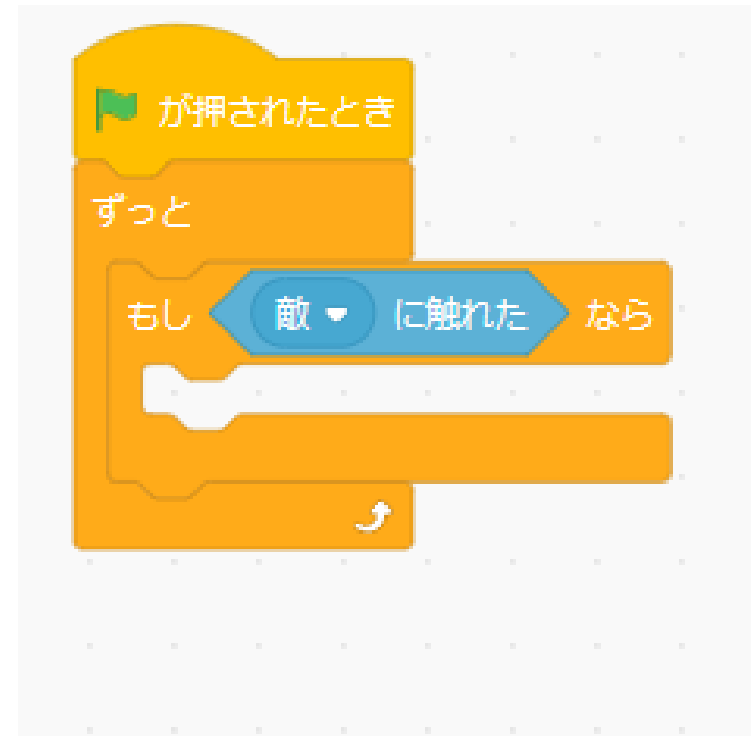 が押されたとき
ずっと
もし 敵 に触れた なら